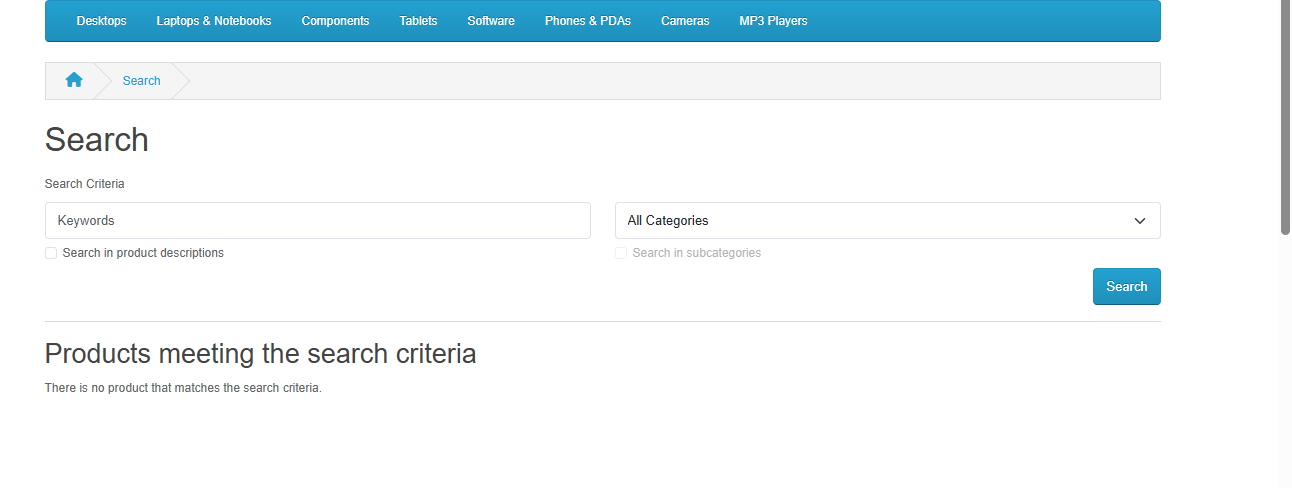 Desktops Laptops & Notebooks Components Tablets Software Phones & PDAs Cameras MP3 Players
Search
Search
Search Criteria
Keywords All Categories
Search in product descriptions Search in subcategories
Search
Products meeting the search criteria
There is no product that matches the search criteria.